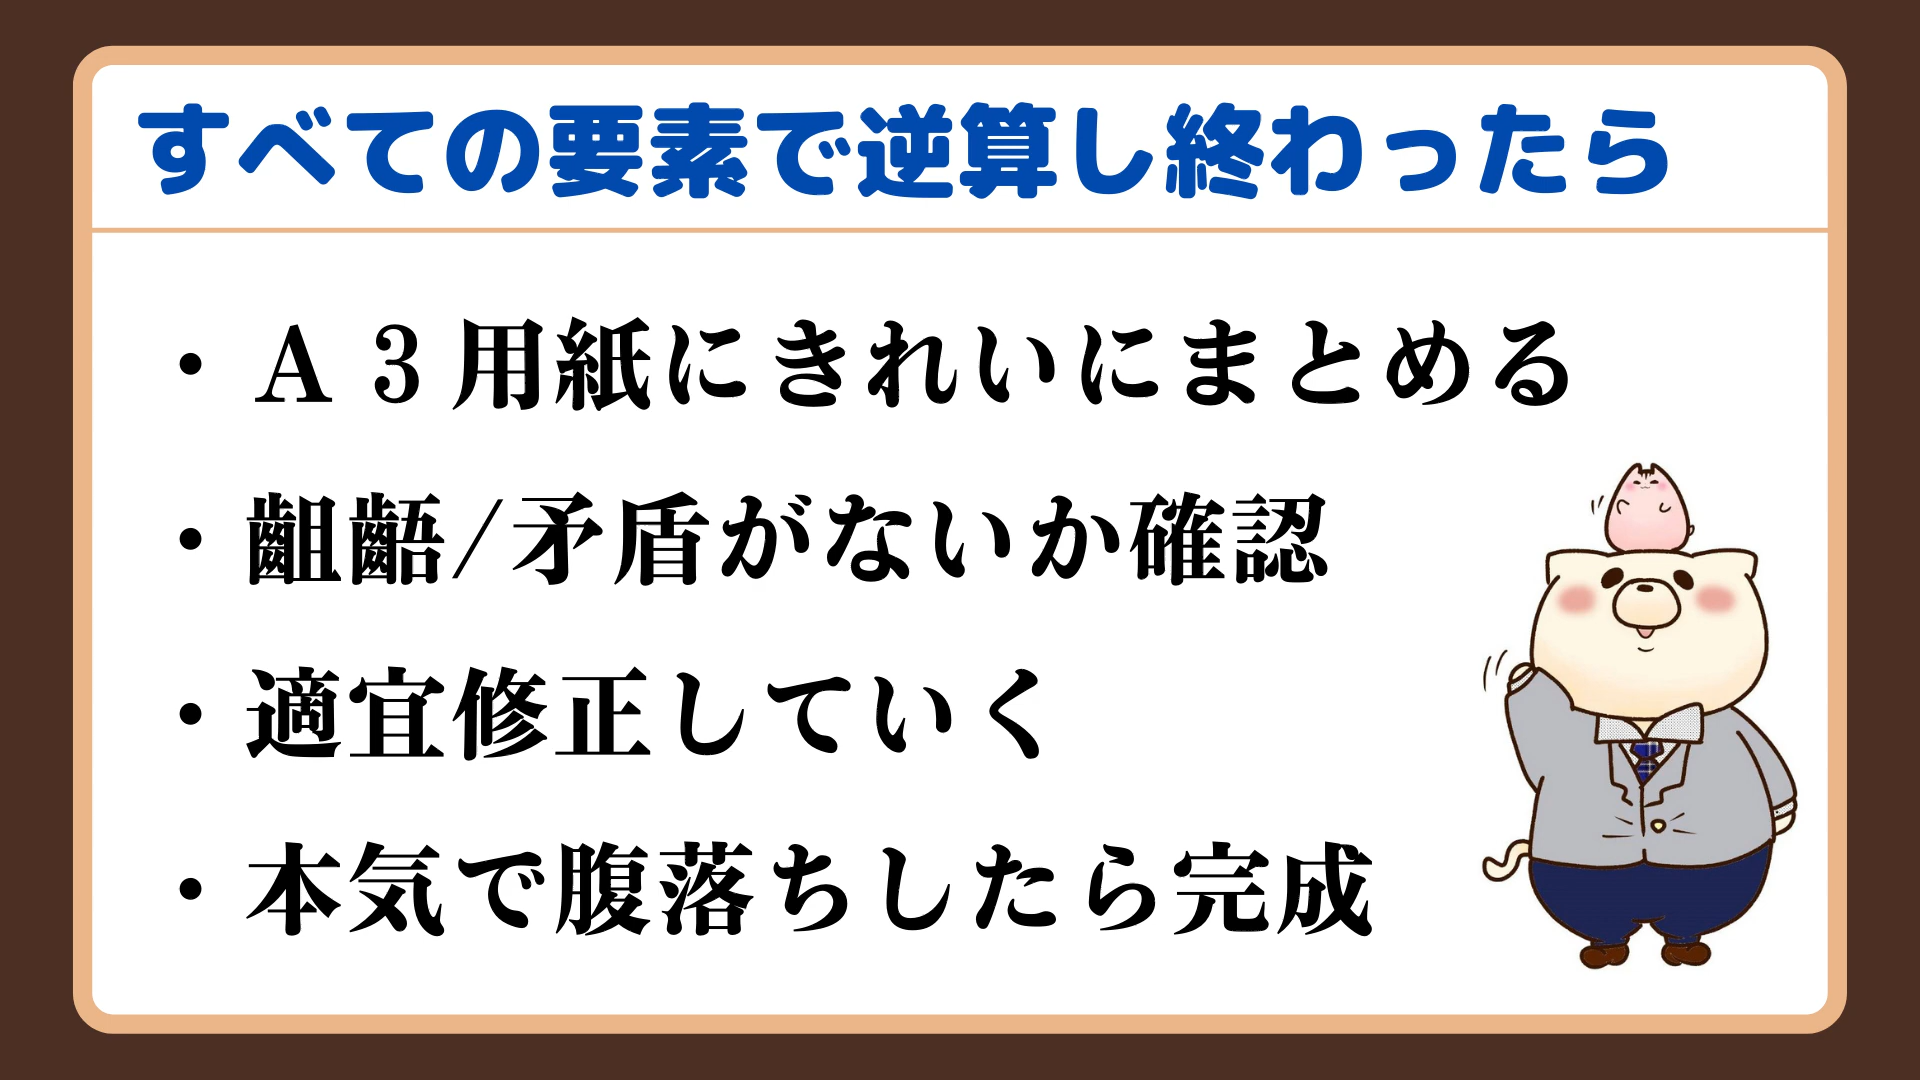 すべての要素で逆算し終わったら
・Ａ３用紙にきれいにまとめる
・齟齬/矛盾がないか確認
・適宜修正していく
・本気で腹落ちしたら完成